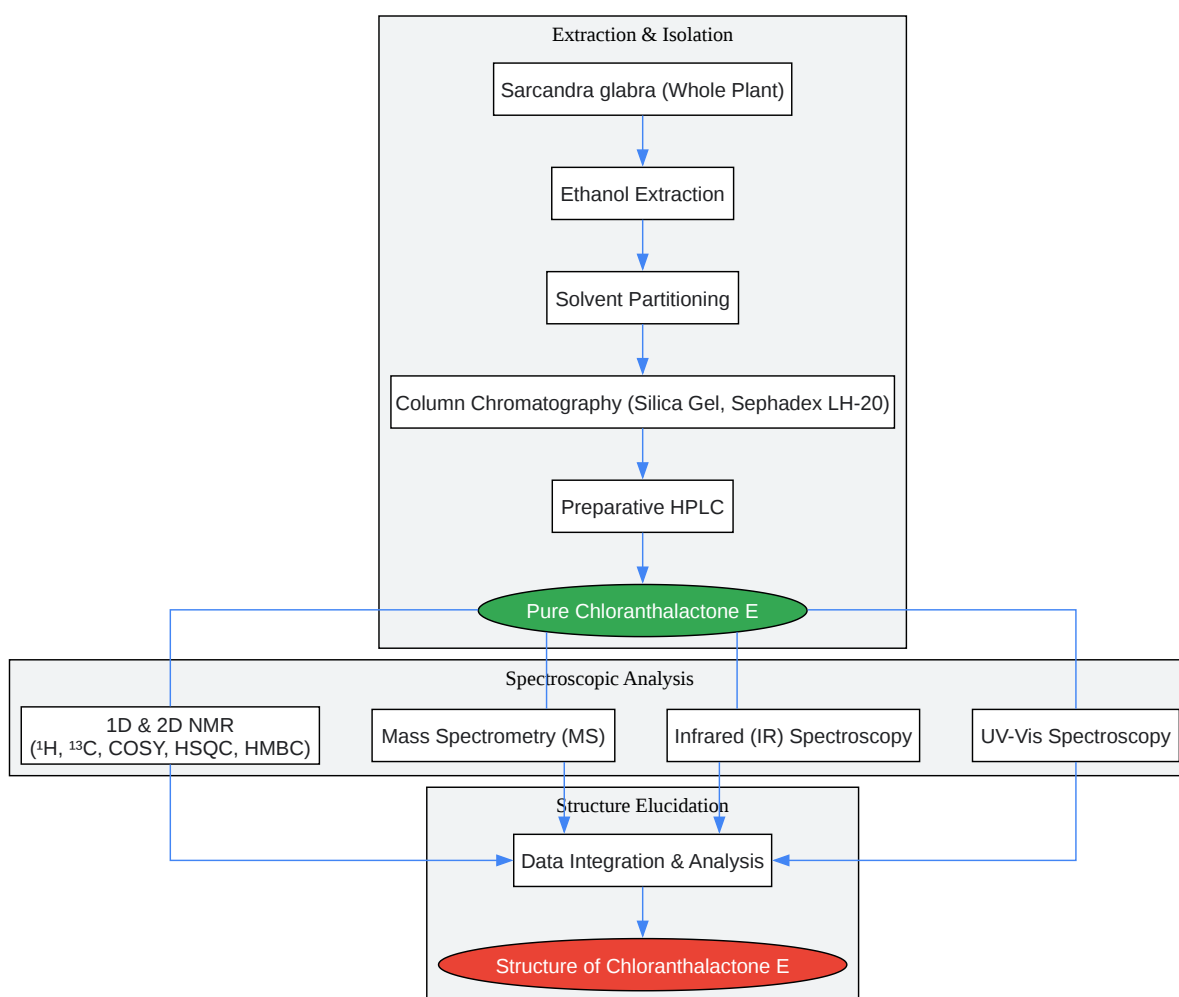 Extraction & Isolation
Sarcandra glabra (Whole Plant)
Ethanol Extraction
Solvent Partitioning
Column Chromatography (Silica Gel, Sephadex LH-20)
Preparative HPLC
Pure Chloranthalactone E
Spectroscopic Analysis
1D & 2D NMR
(¹H, ¹³C, COSY, HSQC, HMBC)
Mass Spectrometry (MS)
Infrared (IR) Spectroscopy
UV-Vis Spectroscopy
Structure Elucidation
Data Integration & Analysis
Structure of Chloranthalactone E